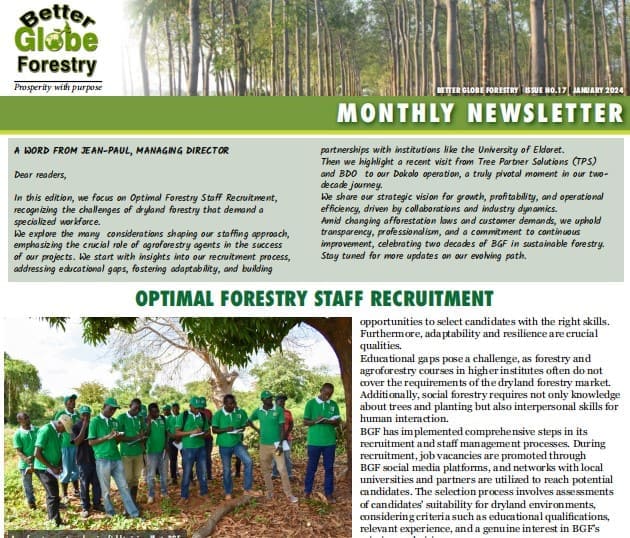 Better
Globe
Forestry
Prosperity with purpose
BETTER GLOBE FORESTRY | ISSUE NO.17 | JANUARY 2024
MONTHLY NEWSLETTER
A WORD FROM JEAN-PAUL, MANAGING DIRECTOR
Dear readers,
In this edition, we focus on Optimal Forestry Staff Recruitment,
recognizing the challenges of dryland forestry that demand a
specialized workforce.
We explore the many considerations shaping our staffing approach,
emphasizing the crucial role of agroforestry agents in the success
of our projects. We start with insights into our recruitment process,
addressing educational gaps, fostering adaptability, and building
partnerships with institutions like the University of Eldoret.
Then we highlight a recent visit from Tree Partner Solutions (TPS)
and BDO to our Dokolo operation, a truly pivotal moment in our two-
decade journey.
We share our strategic vision for growth, profitability, and operational
efficiency, driven by collaborations and industry dynamics.
Amid changing afforestation laws and customer demands, we uphold
transparency, professionalism, and a commitment to continuous
improvement, celebrating two decades of BGF in sustainable forestry.
Stay tuned for more updates on our evolving path.
OPTIMAL FORESTRY STAFF RECRUITMENT
opportunities to select candidates with the right skills.
Furthermore, adaptability and resilience are crucial
qualities.
Educational gaps pose a challenge, as forestry and
agroforestry courses in higher institutes often do not
cover the requirements of the dryland forestry market.
Additionally, social forestry requires not only knowledge
about trees and planting but also interpersonal skills for
human interaction.
BGF has implemented comprehensive steps in its
recruitment and staff management processes. During
recruitment, job vacancies are promoted through
BGF social media platforms, and networks with local
universities and partners are utilized to reach potential
candidates. The selection process involves assessments
of candidates' suitability for dryland environments,
considering criteria such as educational qualifications,
relevant experience, and a genuine interest in BGF's